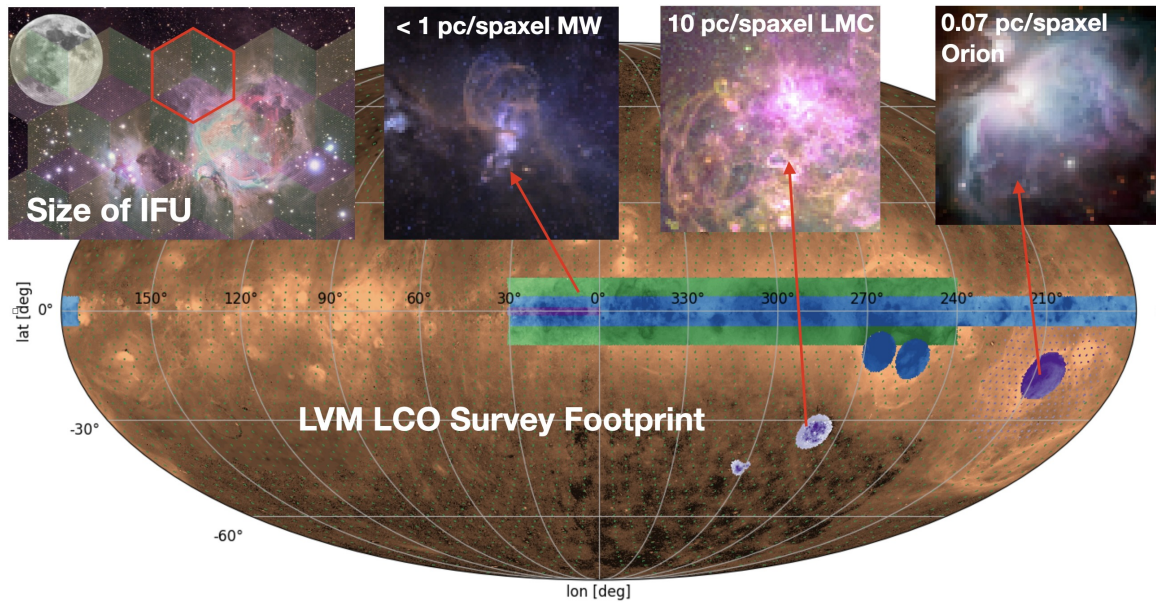 Size of IFU
< 1 pc/spaxel MW
10 pc/spaxel LMC
0.07 pc/spaxel
Orion
150°
120°
90°
60°
30°
0°
330°
300°
270°
240°
210°
lat [deg]
0°
LVM LCO Survey Footprint
-30°
-60°
lon [deg]